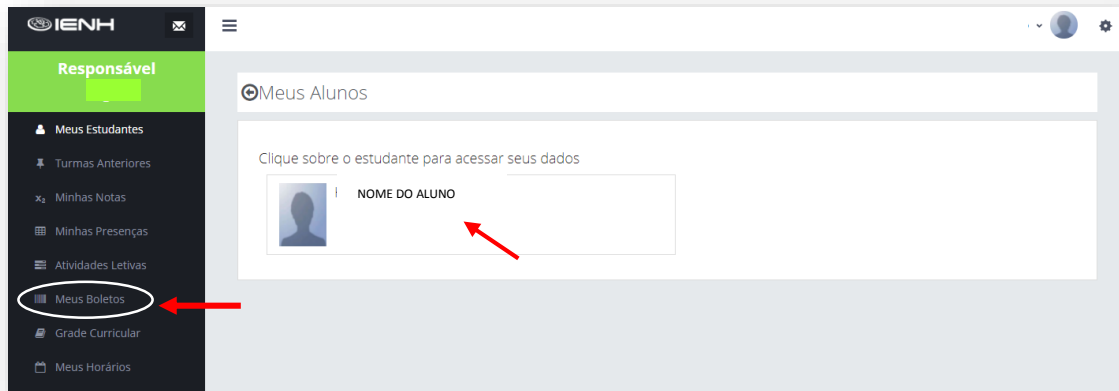 IENH
Responsável
Meus Estudantes
Turmas Anteriores
x₂ Minhas Notas
Minhas Presenças
Atividades Letivas
Meus Boletos
Grade Curricular
Meus Horários
Meus Alunos
Clique sobre o estudante para acessar seus dados
NOME DO ALUNO